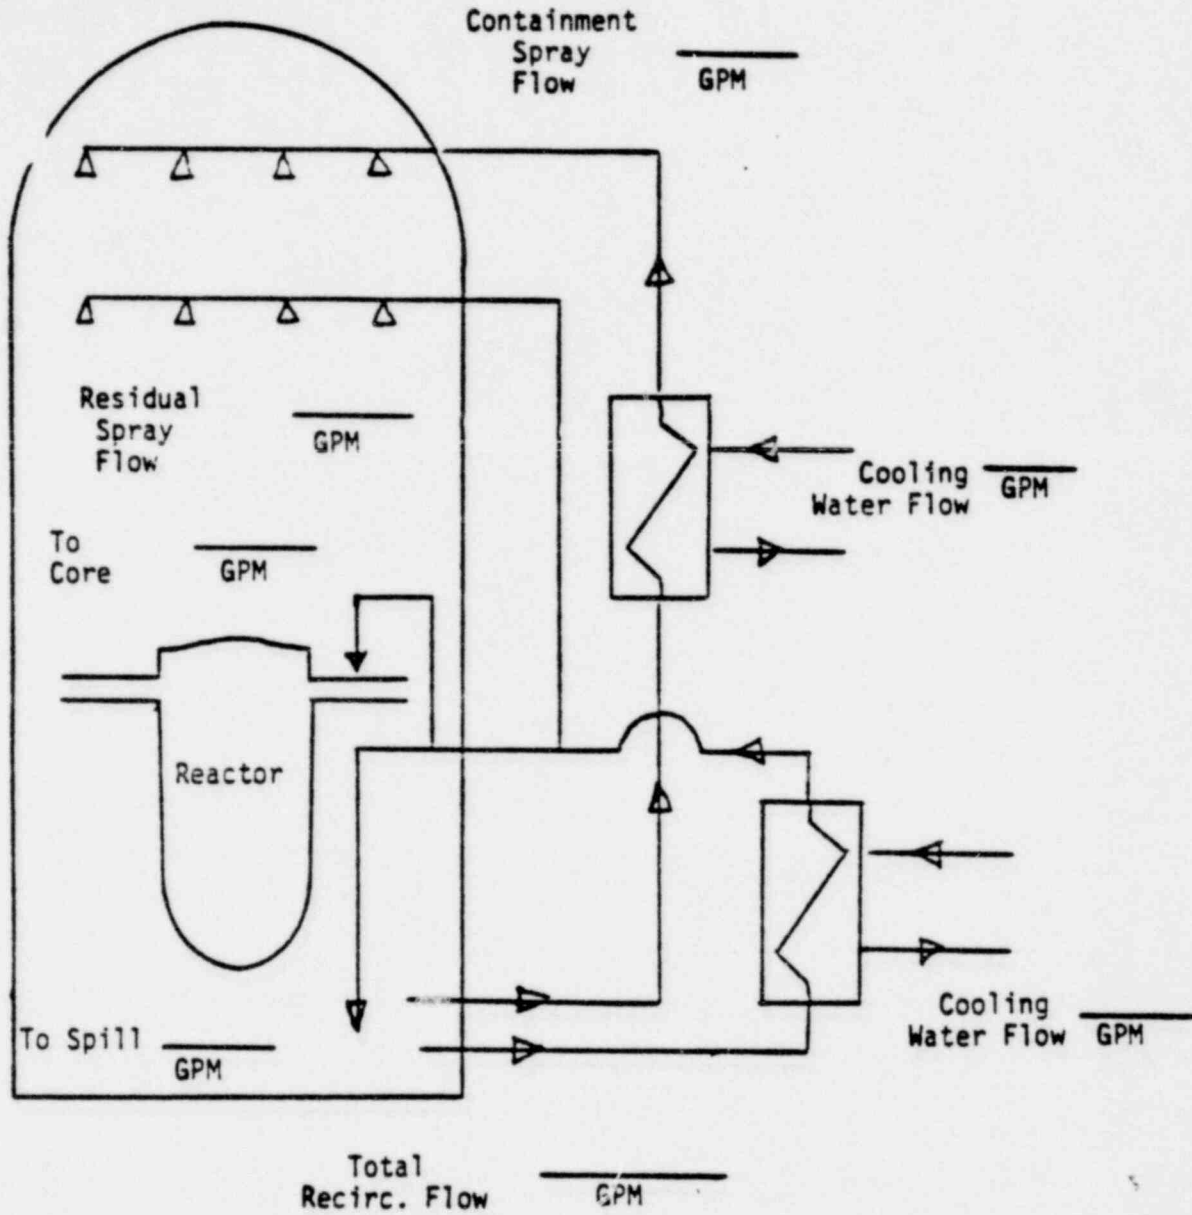 Containment
Spray
Flow
GPM
Residual
Spray
Flow
GPM
Cooling
Water Flow
GPM
To
Core
GPM
Reactor
Cooling
Water Flow
GPM
To Spill
GPM
Total
Recirc. Flow
GPM